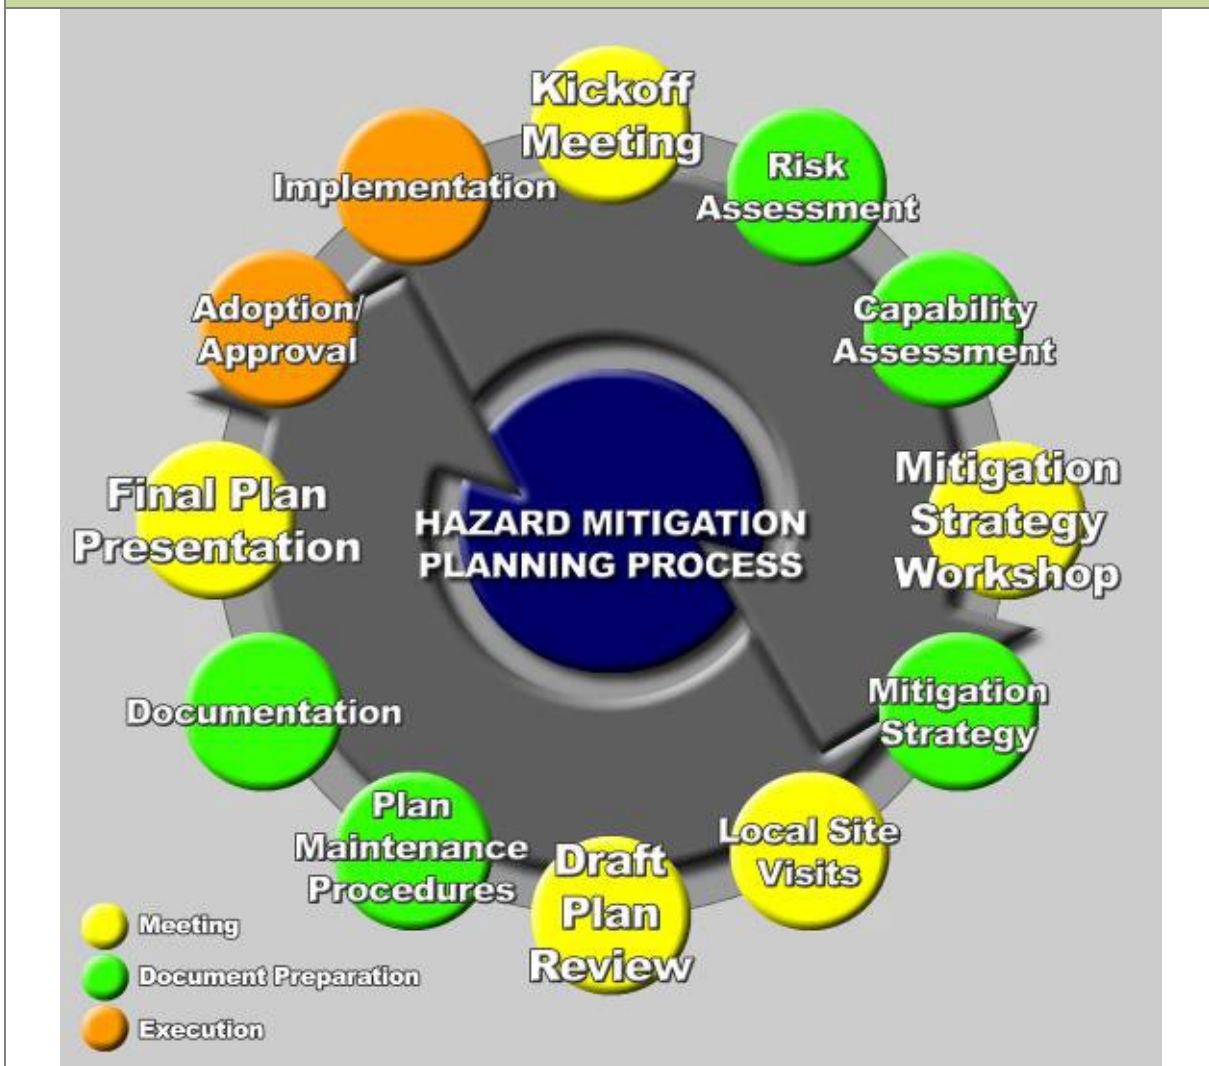 Kickoff
Meeting
Risk
Assessment
Capability
Assessment
Mitigation
Strategy
Workshop
Mitigation
Strategy
Local Site
Visits
Draft
Plan
Review
Plan
Maintenance
Procedures
Documentation
Final Plan
Presentation
Adoption/
Approval
Implementation
HAZARD MITIGATION
PLANNING PROCESS
Meeting
Document Preparation
Execution